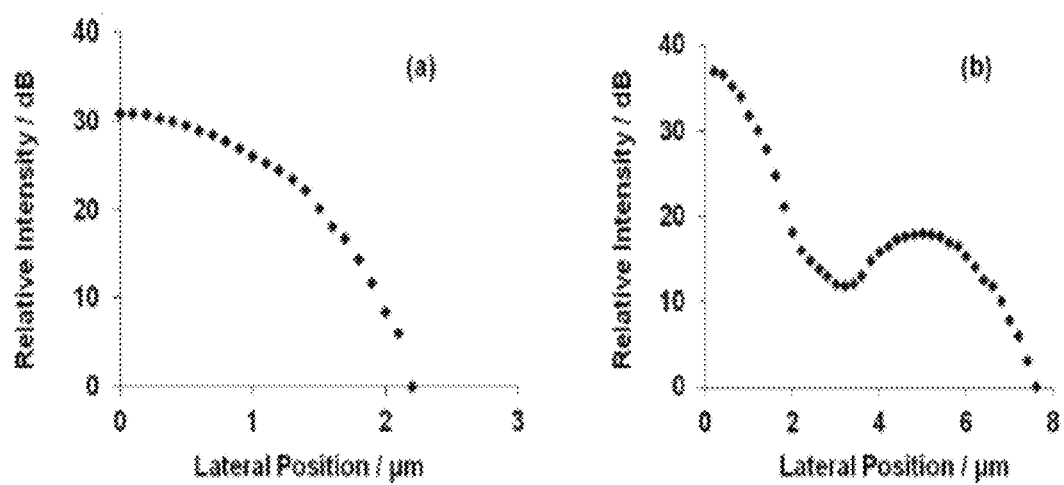 (a)
Relative Intensity / dB
40
30
20
10
0
0 1 2 3
Lateral Position / µm
(b)
Relative Intensity / dB
40
30
20
10
0
0 2 4 6 8
Lateral Position / µm